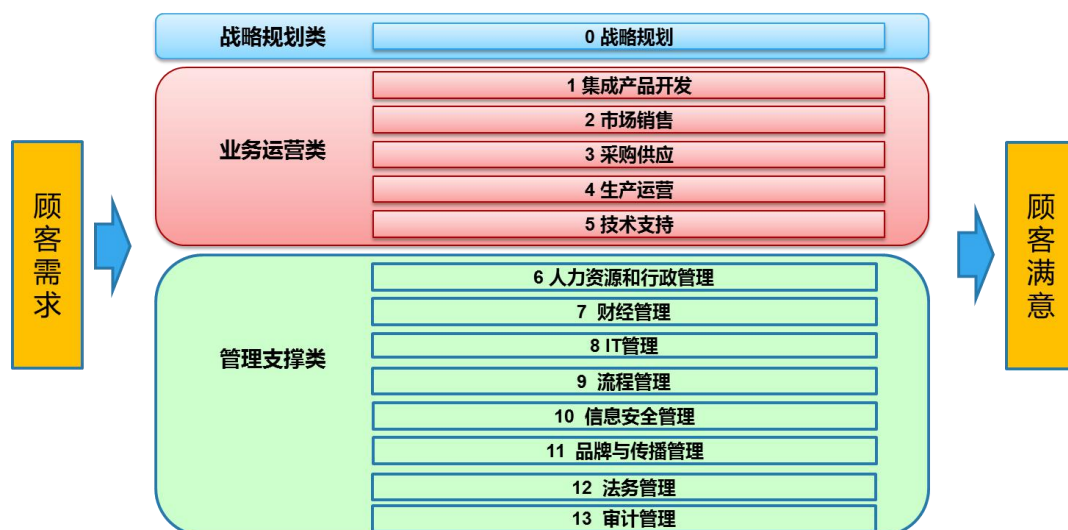 战略规划类
0 战略规划
业务运营类
1 集成产品开发
2 市场销售
3 采购供应
4 生产运营
5 技术支持
顾客需求
顾客满意
管理支撑类
6 人力资源和行政管理
7 财经管理
8 IT管理
9 流程管理
10 信息安全管理
11 品牌与传播管理
12 法务管理
13 审计管理